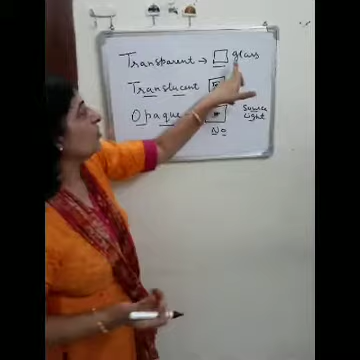 Transparent → glass
Translucent
Opaque
No
Source
Light